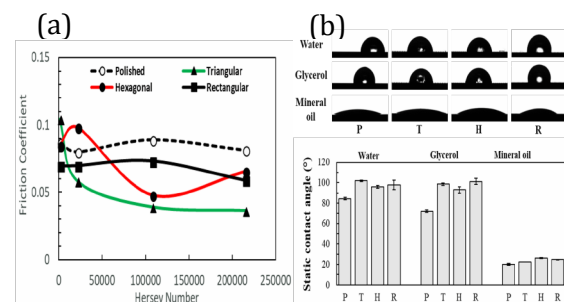 (a)
0.15
0.1
0.05
0
Friction Coefficient
Polished
Triangular
Hexagonal
Rectangular
0 50000 100000 150000 200000 250000
Hersey Number
(b)
Water
Glycerol
Mineral
oil
P T H R
Static contact angle (°)
120
100
80
60
40
20
0
Water Glycerol Mineral oil
P T H R P T H R P T H R